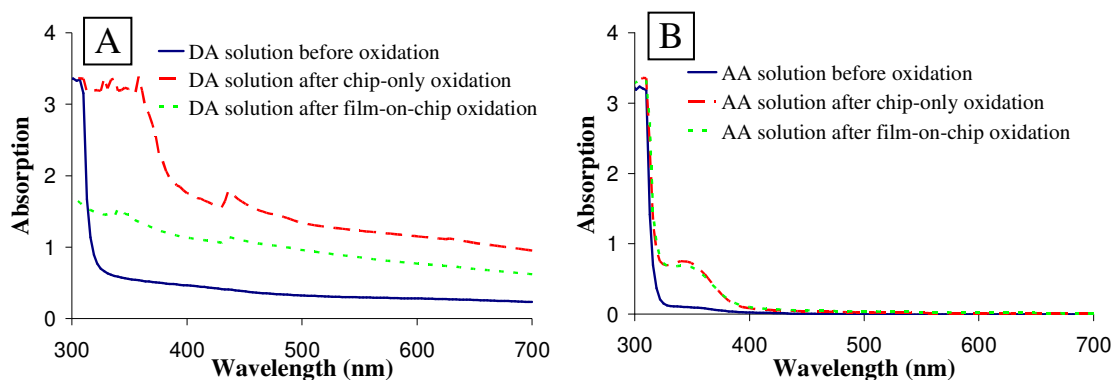 A
4
3
2
1
0
Absorption
DA solution before oxidation
DA solution after chip-only oxidation
DA solution after film-on-chip oxidation
300 400 500 600 700
Wavelength (nm)
B
4
3
2
1
0
Absorption
AA solution before oxidation
AA solution after chip-only oxidation
AA solution after film-on-chip oxidation
300 400 500 600 700
Wavelength (nm)